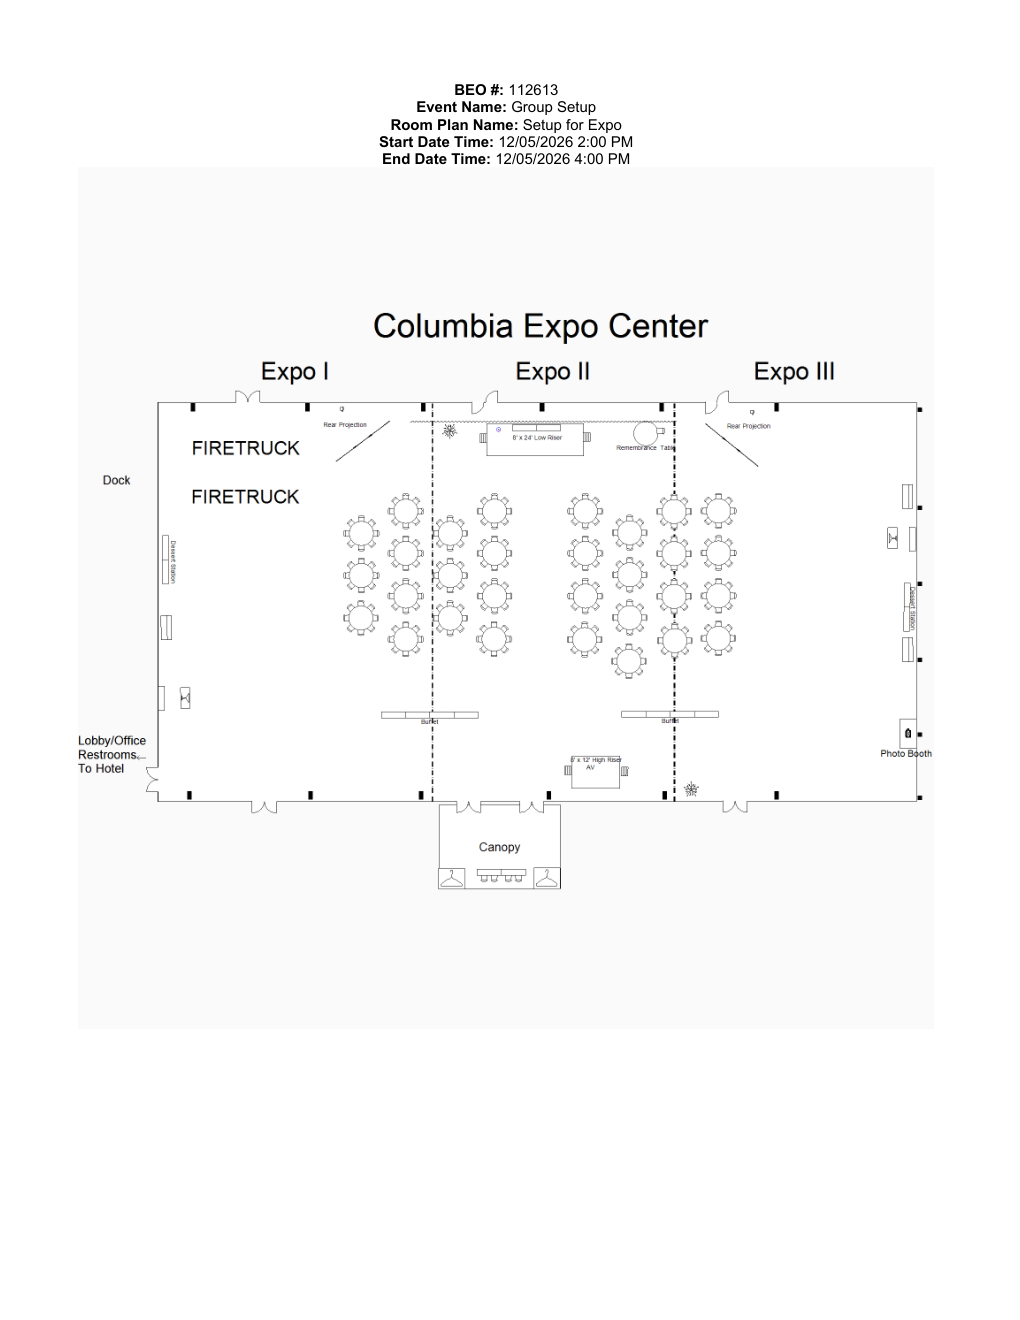 BEO #: 112613
Event Name: Group Setup
Room Plan Name: Setup for Expo
Start Date Time: 12/05/2026 2:00 PM
End Date Time: 12/05/2026 4:00 PM
Columbia Expo Center
Expo I
Expo II
Expo III
Rear Projection
Rear Projection
FIRETRUCK
8' x 24' Low Riser
Remembrance Table
Dock
FIRETRUCK
Dessert Station
Dessert Station
Buffet
Buffet
Lobby/Office
Restrooms
To Hotel
Photo Booth
8' x 12' High Riser
AV
Canopy